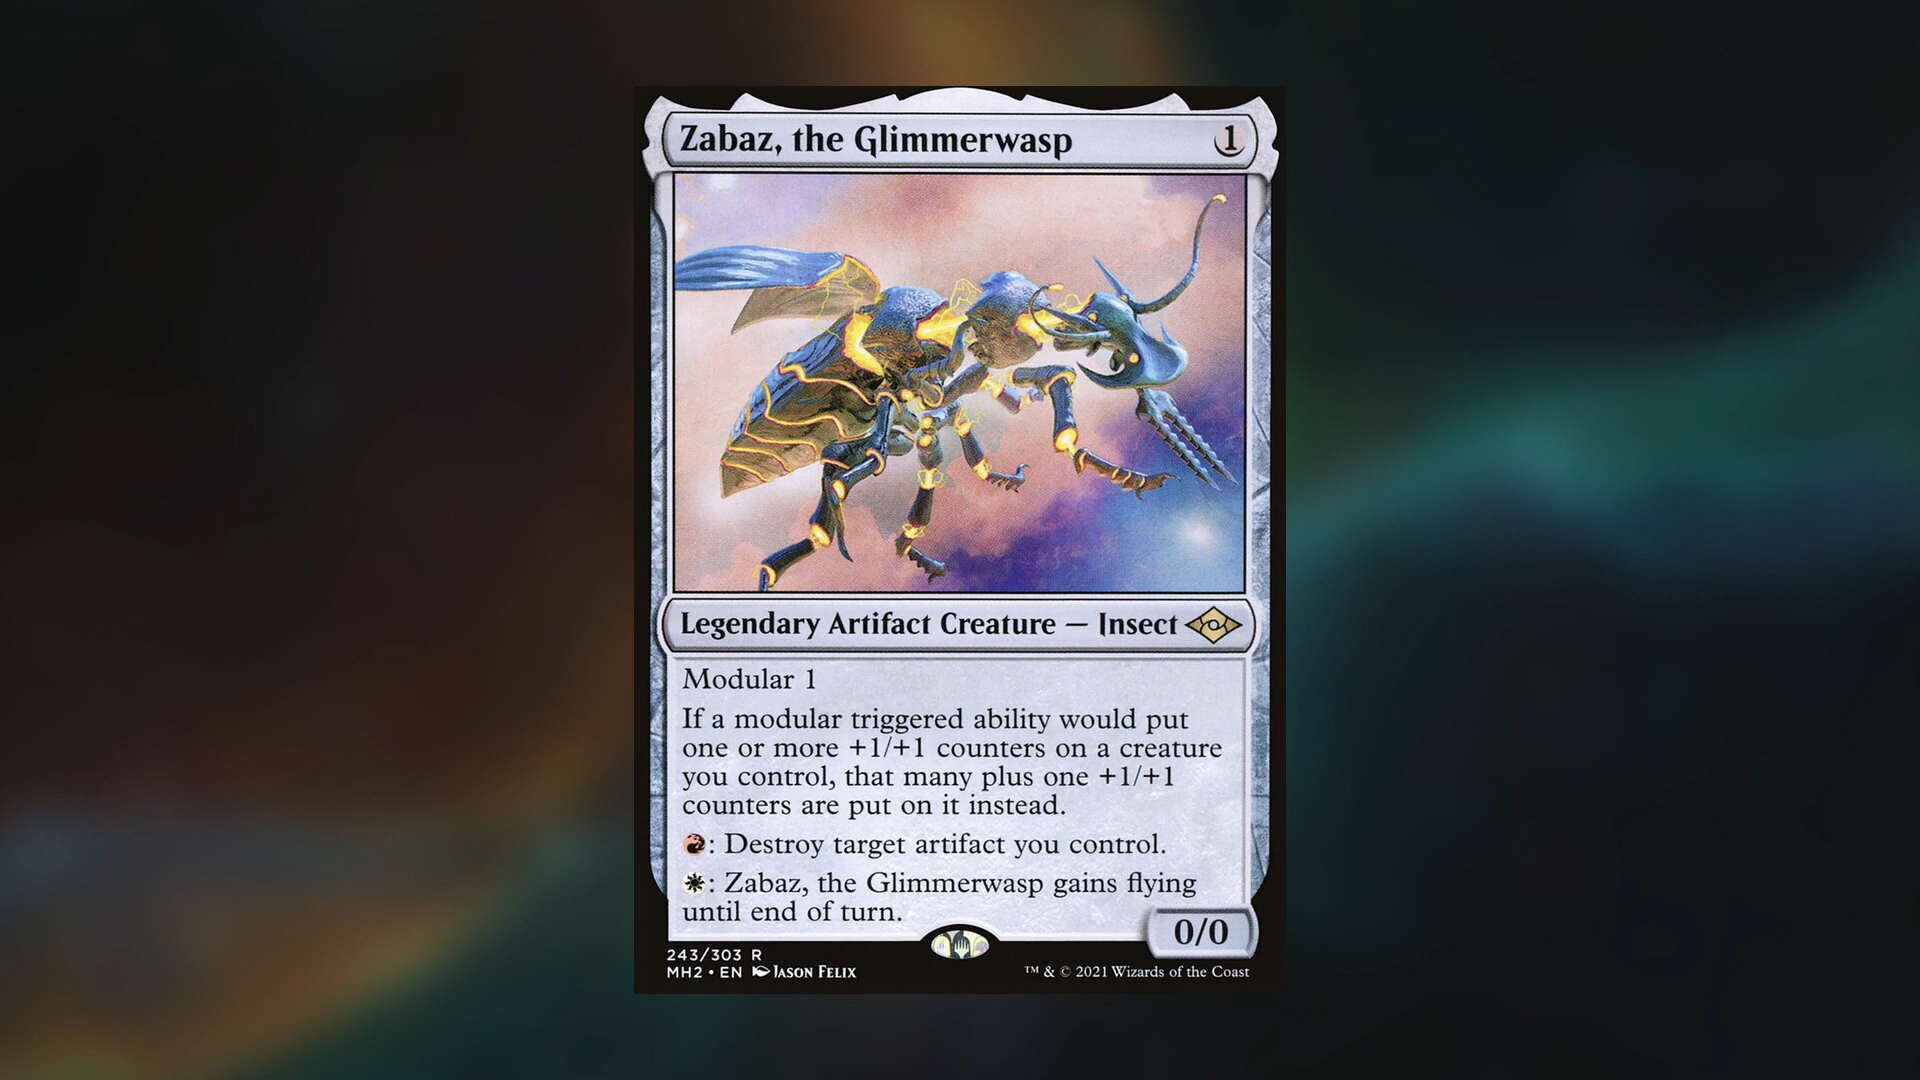 Zabaz, the Glimmerwasp 1
Legendary Artifact Creature — Insect
Modular 1
If a modular triggered ability would put
one or more +1/+1 counters on a creature
you control, that many plus one +1/+1
counters are put on it instead.
: Destroy target artifact you control.
: Zabaz, the Glimmerwasp gains flying
until end of turn.
0/0
243/303 R
MH2 • EN Jason Felix
™ & © 2021 Wizards of the Coast